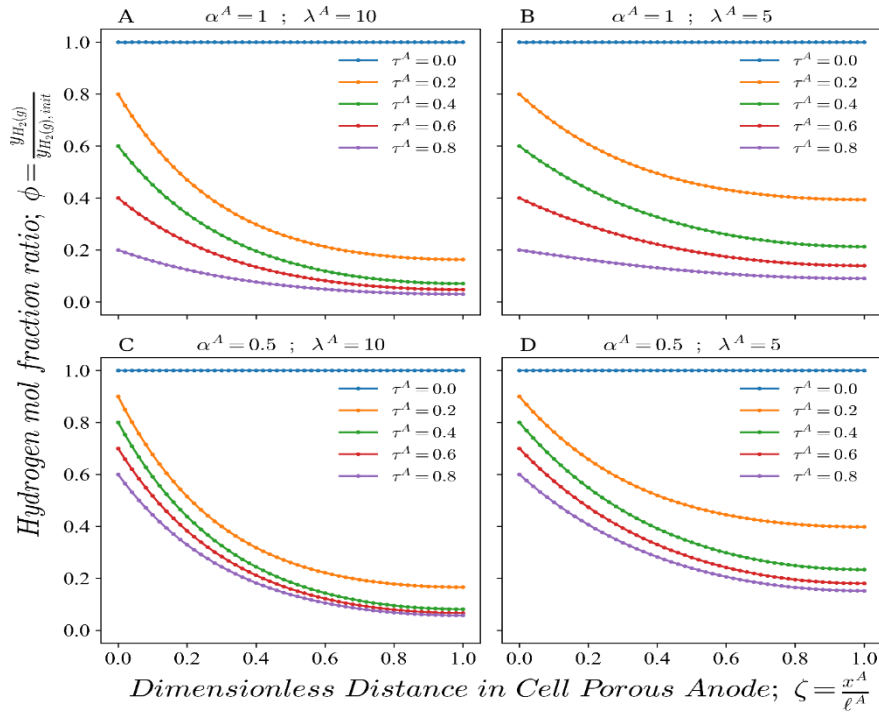 A α^A = 1 ; λ^A = 10
1.0
0.8
0.6
0.4
0.2
0.0
τ^A = 0.0
τ^A = 0.2
τ^A = 0.4
τ^A = 0.6
τ^A = 0.8
B α^A = 1 ; λ^A = 5
τ^A = 0.0
τ^A = 0.2
τ^A = 0.4
τ^A = 0.6
τ^A = 0.8
C α^A = 0.5 ; λ^A = 10
1.0
0.8
0.6
0.4
0.2
0.0
τ^A = 0.0
τ^A = 0.2
τ^A = 0.4
τ^A = 0.6
τ^A = 0.8
0.0 0.2 0.4 0.6 0.8 1.0
D α^A = 0.5 ; λ^A = 5
τ^A = 0.0
τ^A = 0.2
τ^A = 0.4
τ^A = 0.6
τ^A = 0.8
0.0 0.2 0.4 0.6 0.8 1.0
Hydrogen mol fraction ratio; ϕ = y_{H_2(g)} / y_{H_2(g),init}
Dimensionless Distance in Cell Porous Anode; ζ = x^A / ℓ^A